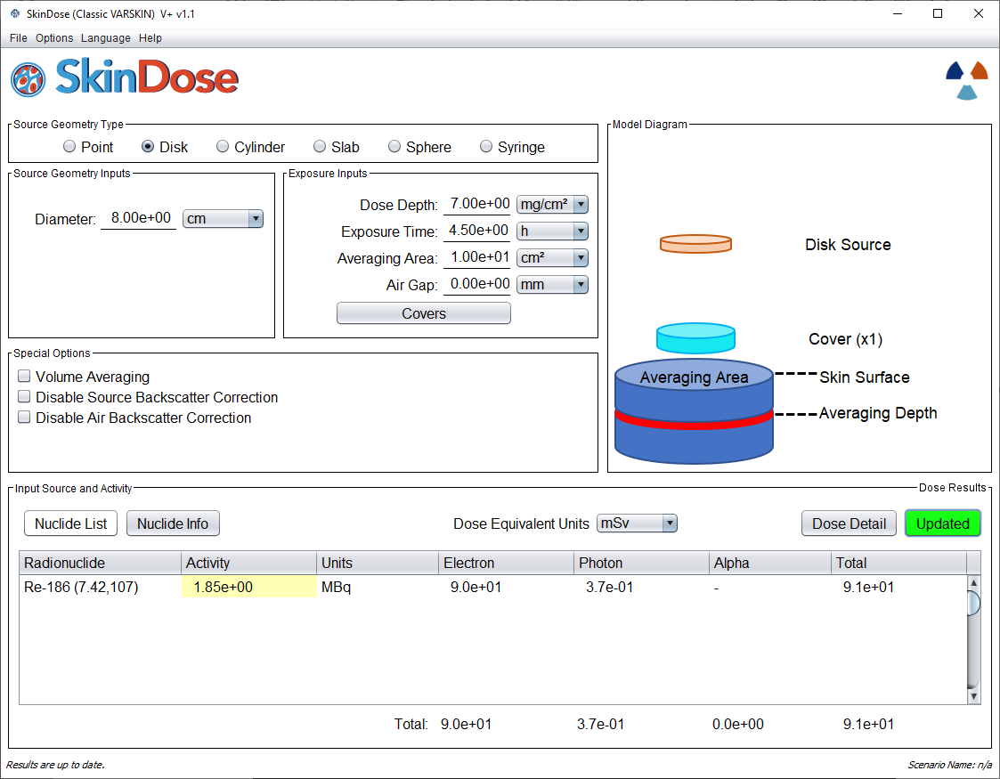 SkinDose (Classic VARSKIN) V+ v1.1
File Options Language Help
SkinDose
Source Geometry Type
Point Disk Cylinder Slab Sphere Syringe
Source Geometry Inputs
Diameter: 8.00e+00 cm
Exposure Inputs
Dose Depth: 7.00e+00 mg/cm²
Exposure Time: 4.50e+00 h
Averaging Area: 1.00e+01 cm²
Air Gap: 0.00e+00 mm
Covers
Special Options
Volume Averaging
Disable Source Backscatter Correction
Disable Air Backscatter Correction
Model Diagram
Disk Source
Cover (x1)
Averaging Area
Skin Surface
Averaging Depth
Input Source and Activity Dose Results
Nuclide List Nuclide Info Dose Equivalent Units mSv Dose Detail Updated
Radionuclide Activity Units Electron Photon Alpha Total
Re-186 (7.42,107) 1.85e+00 MBq 9.0e+01 3.7e-01 - 9.1e+01
Total: 9.0e+01 3.7e-01 0.0e+00 9.1e+01
Results are up to date. Scenario Name: n/a